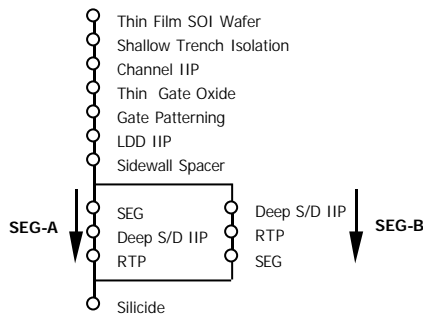 Thin Film SOI Wafer
Shallow Trench Isolation
Channel IIP
Thin Gate Oxide
Gate Patterning
LDD IIP
Sidewall Spacer
SEG-A
SEG
Deep S/D IIP
RTP
Deep S/D IIP
RTP
SEG
SEG-B
Silicide